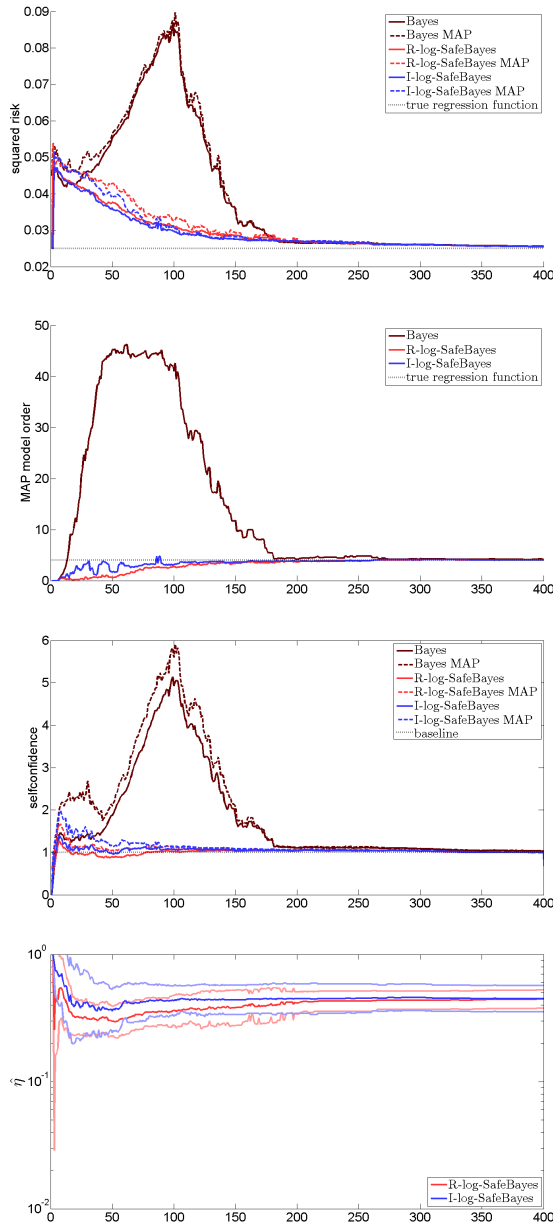 0.09
0.08
0.07
0.06
0.05
0.04
0.03
0.02
squared risk
Bayes
Bayes MAP
R-log-SafeBayes
R-log-SafeBayes MAP
I-log-SafeBayes
I-log-SafeBayes MAP
true regression function
0 50 100 150 200 250 300 350 400
50
40
30
20
10
0
MAP model order
Bayes
R-log-SafeBayes
I-log-SafeBayes
true regression function
0 50 100 150 200 250 300 350 400
6
5
4
3
2
1
0
selfconfidence
Bayes
Bayes MAP
R-log-SafeBayes
R-log-SafeBayes MAP
I-log-SafeBayes
I-log-SafeBayes MAP
baseline
0 50 100 150 200 250 300 350 400
10^0
10^-1
10^-2
η̂
R-log-SafeBayes
I-log-SafeBayes
0 50 100 150 200 250 300 350 400